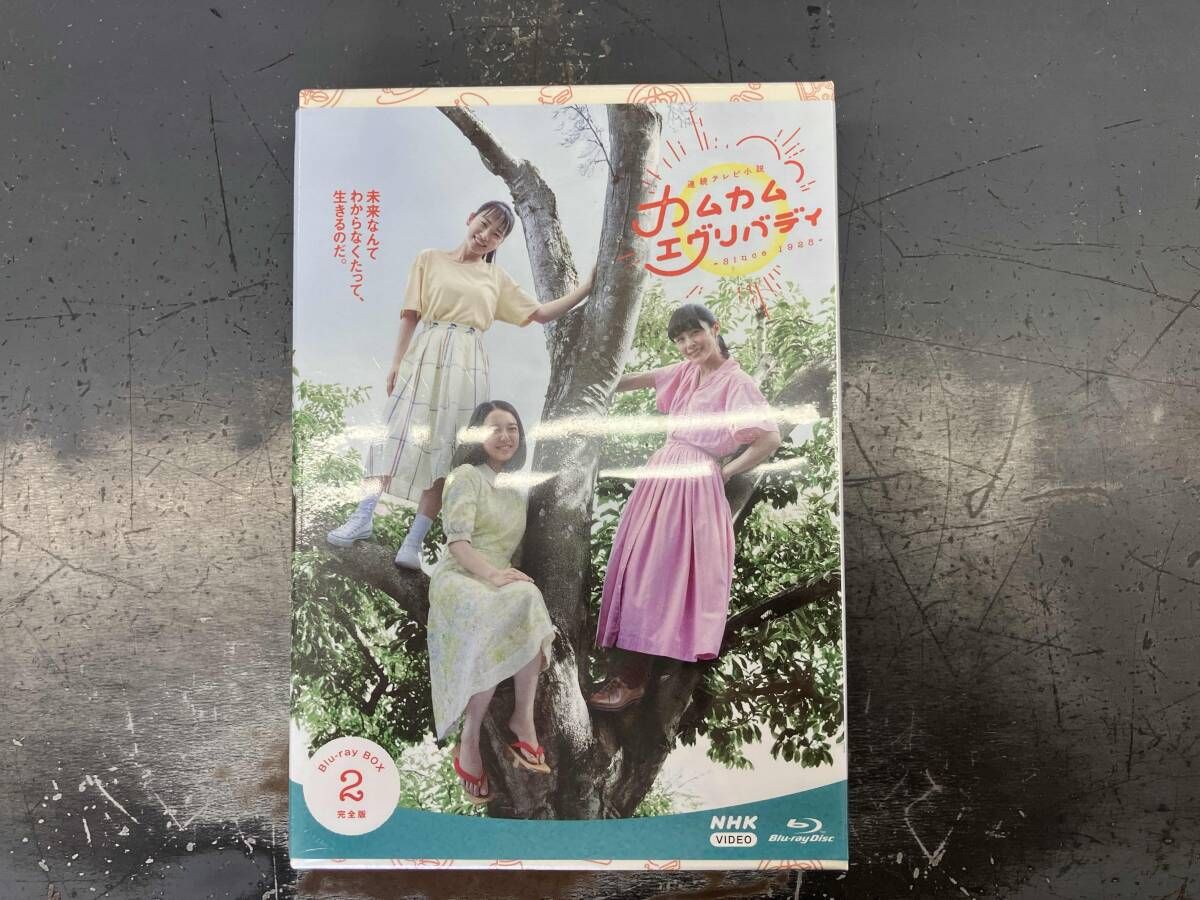 未来なんて
わからなくたって、
生きるのだ。
連続テレビ小説
カムカム
エヴリバディ
-Since 1928-
Blu-ray BOX
2
完全版
NHK
VIDEO
Blu-ray Disc